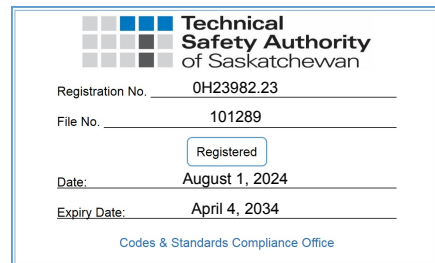 Technical
Safety Authority
of Saskatchewan
Registration No. 0H23982.23
File No. 101289
Registered
Date: August 1, 2024
Expiry Date: April 4, 2034
Codes & Standards Compliance Office